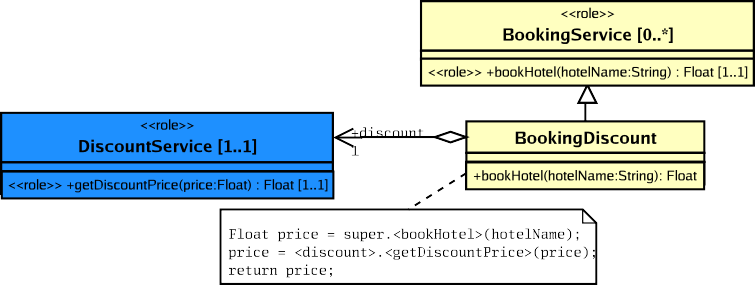 <<role>>
BookingService [0..*]
<<role>> +bookHotel(hotelName:String) : Float [1..1]
<<role>>
DiscountService [1..1]
<<role>> +getDiscountPrice(price:Float) : Float [1..1]
+discount
1
BookingDiscount
+bookHotel(hotelName:String): Float
Float price = super.<bookHotel>(hotelName);
price = <discount>.<getDiscountPrice>(price);
return price;